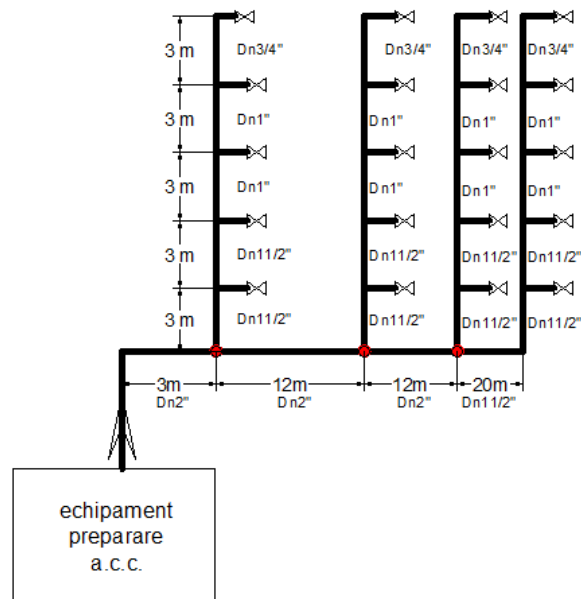 3 m
Dn3/4" Dn3/4" Dn3/4" Dn3/4"
3 m
Dn1" Dn1" Dn1" Dn1"
3 m
Dn1" Dn1" Dn1" Dn1"
3 m
Dn11/2" Dn11/2" Dn11/2" Dn11/2"
3 m
Dn11/2" Dn11/2" Dn11/2" Dn11/2"
3m 12m 12m 20m
Dn2" Dn2" Dn2" Dn11/2"
echipament
preparare
a.c.c.